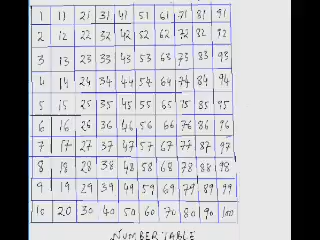 1 11 21 31 41 51 61 71 81 91
2 12 22 32 42 52 62 72 82 92
3 13 23 33 43 53 63 73 83 93
4 14 24 34 44 54 64 74 84 94
5 15 25 35 45 55 65 75 85 95
6 16 26 36 46 56 66 76 86 96
7 17 27 37 47 57 67 77 87 97
8 18 28 38 48 58 68 78 88 98
9 19 29 39 49 59 69 79 89 99
10 20 30 40 50 60 70 80 90 100
NUMBER TABLE